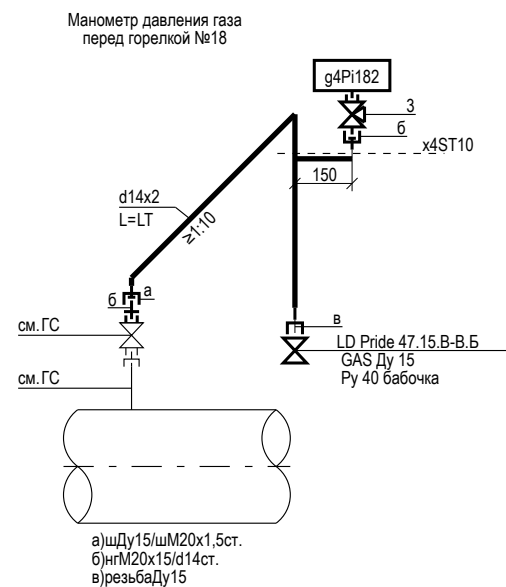 Манометр давления газа
перед горелкой №18
g4Pi182
3
б
x4ST10
150
d14x2
L=LT
≥1:10
а
б
см.ГС
см.ГС
в
LD Pride 47.15.В-В.Б
GAS Ду 15
Ру 40 бабочка
а)шДу15/шМ20х1,5ст.
б)нгМ20х15/d14ст.
в)резьбаДу15